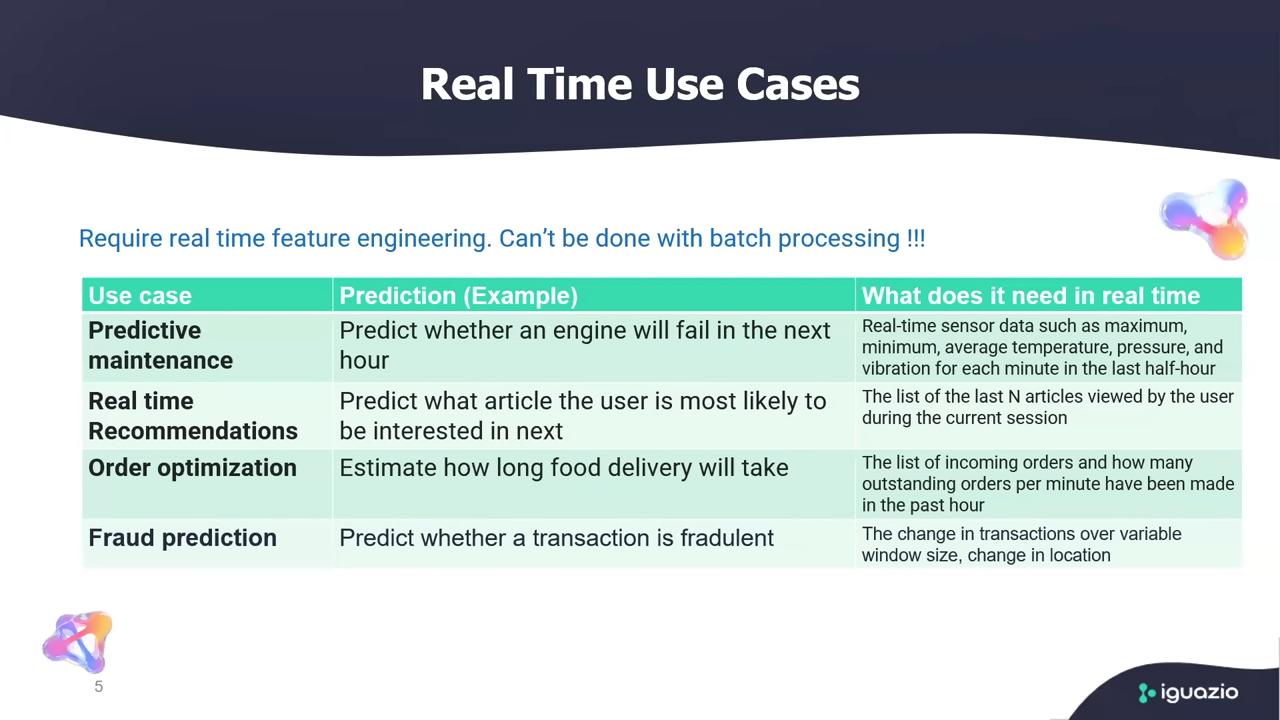 Real Time Use Cases
Require real time feature engineering. Can’t be done with batch processing !!!
Use case
Prediction (Example)
What does it need in real time
Predictive
maintenance
Predict whether an engine will fail in the next
hour
Real-time sensor data such as maximum,
minimum, average temperature, pressure, and
vibration for each minute in the last half-hour
Real time
Recommendations
Predict what article the user is most likely to
be interested in next
The list of the last N articles viewed by the user
during the current session
Order optimization
Estimate how long food delivery will take
The list of incoming orders and how many
outstanding orders per minute have been made
in the past hour
Fraud prediction
Predict whether a transaction is fradulent
The change in transactions over variable
window size, change in location
5
iguazio